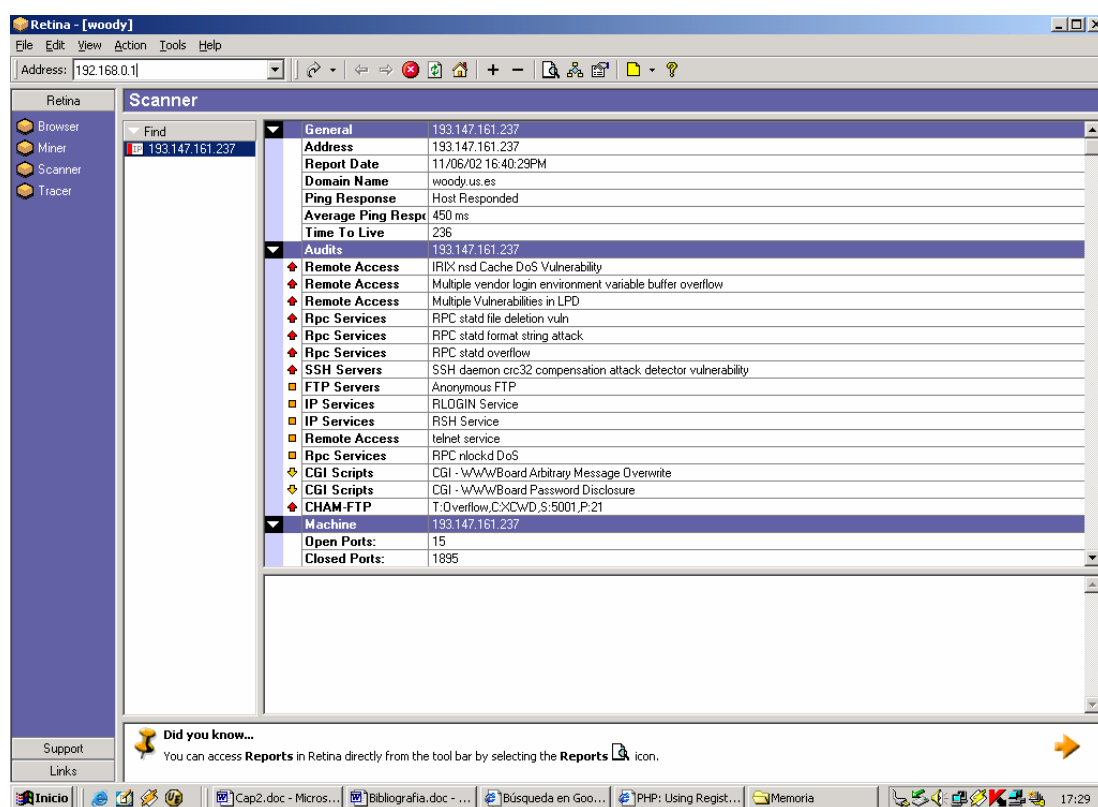 Retina - [woody]
File Edit View Action Tools Help
Address: 192.168.0.1
Retina
Scanner
Browser
Miner
Scanner
Tracer
Find
193.147.161.237
General 193.147.161.237
Address 193.147.161.237
Report Date 11/06/02 16:40:29PM
Domain Name woody.us.es
Ping Response Host Responded
Average Ping Respo 450 ms
Time To Live 236
Audits 193.147.161.237
Remote Access IRIX nsd Cache DoS Vulnerability
Remote Access Multiple vendor login environment variable buffer overflow
Remote Access Multiple Vulnerabilities in LPD
Rpc Services RPC statd file deletion vuln
Rpc Services RPC statd format string attack
Rpc Services RPC statd overflow
SSH Servers SSH daemon crc32 compensation attack detector vulnerability
FTP Servers Anonymous FTP
IP Services RLOGIN Service
IP Services RSH Service
Remote Access telnet service
Rpc Services RPC nlockd DoS
CGI Scripts CGI - WWWBoard Arbitrary Message Overwrite
CGI Scripts CGI - WWWBoard Password Disclosure
CHAM-FTP T:Overflow,C:XCWD,S:5001,P:21
Machine 193.147.161.237
Open Ports: 15
Closed Ports: 1895
Did you know...
You can access Reports in Retina directly from the tool bar by selecting the Reports icon.
Support
Links
Inicio Cap2.doc - Micros... Bibliografia.doc - ... Búsqueda en Goo... PHP: Using Regist... Memoria 17:29